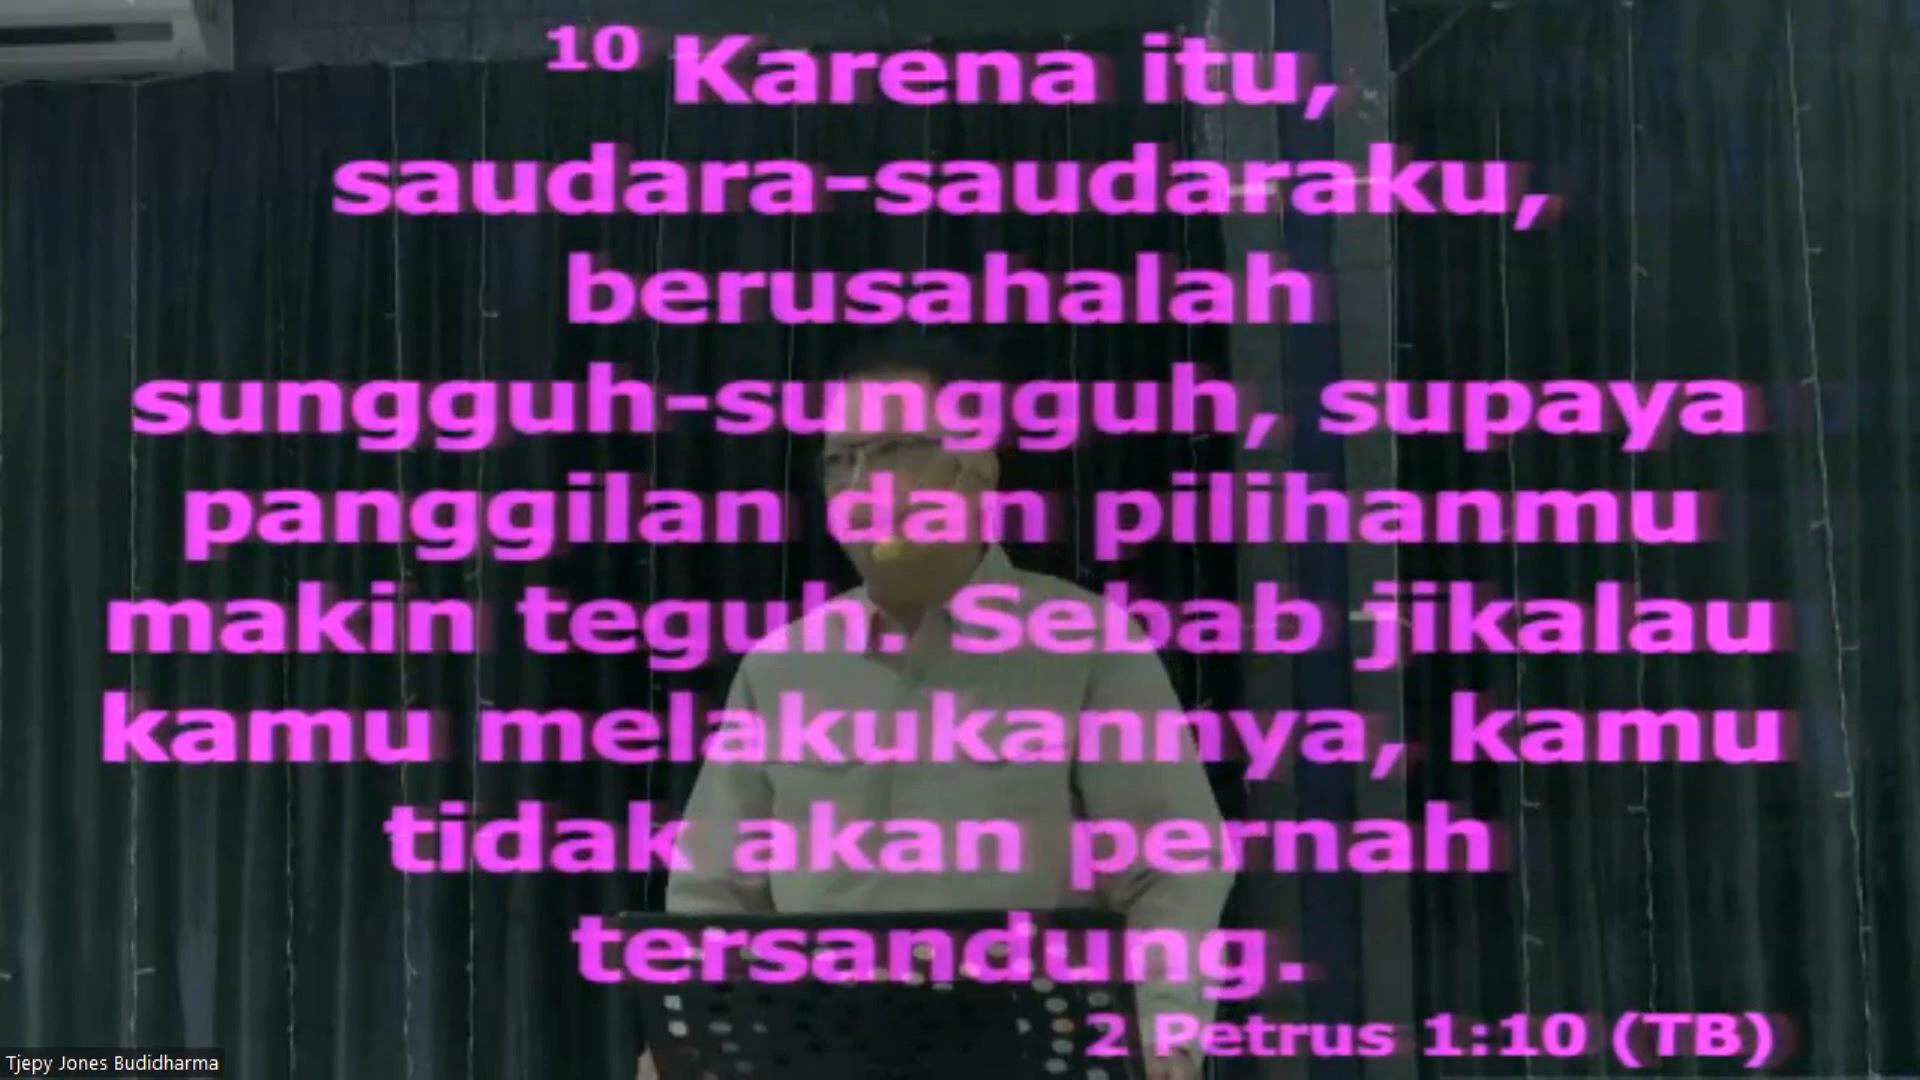 10 Karena itu,
saudara-saudaraku,
berusahalah
sungguh-sungguh, supaya
panggilan dan pilihanmu
makin teguh. Sebab jikalau
kamu melakukannya, kamu
tidak akan pernah
tersandung.
2 Petrus 1:10 (TB)
Tjepy Jones Budidharma